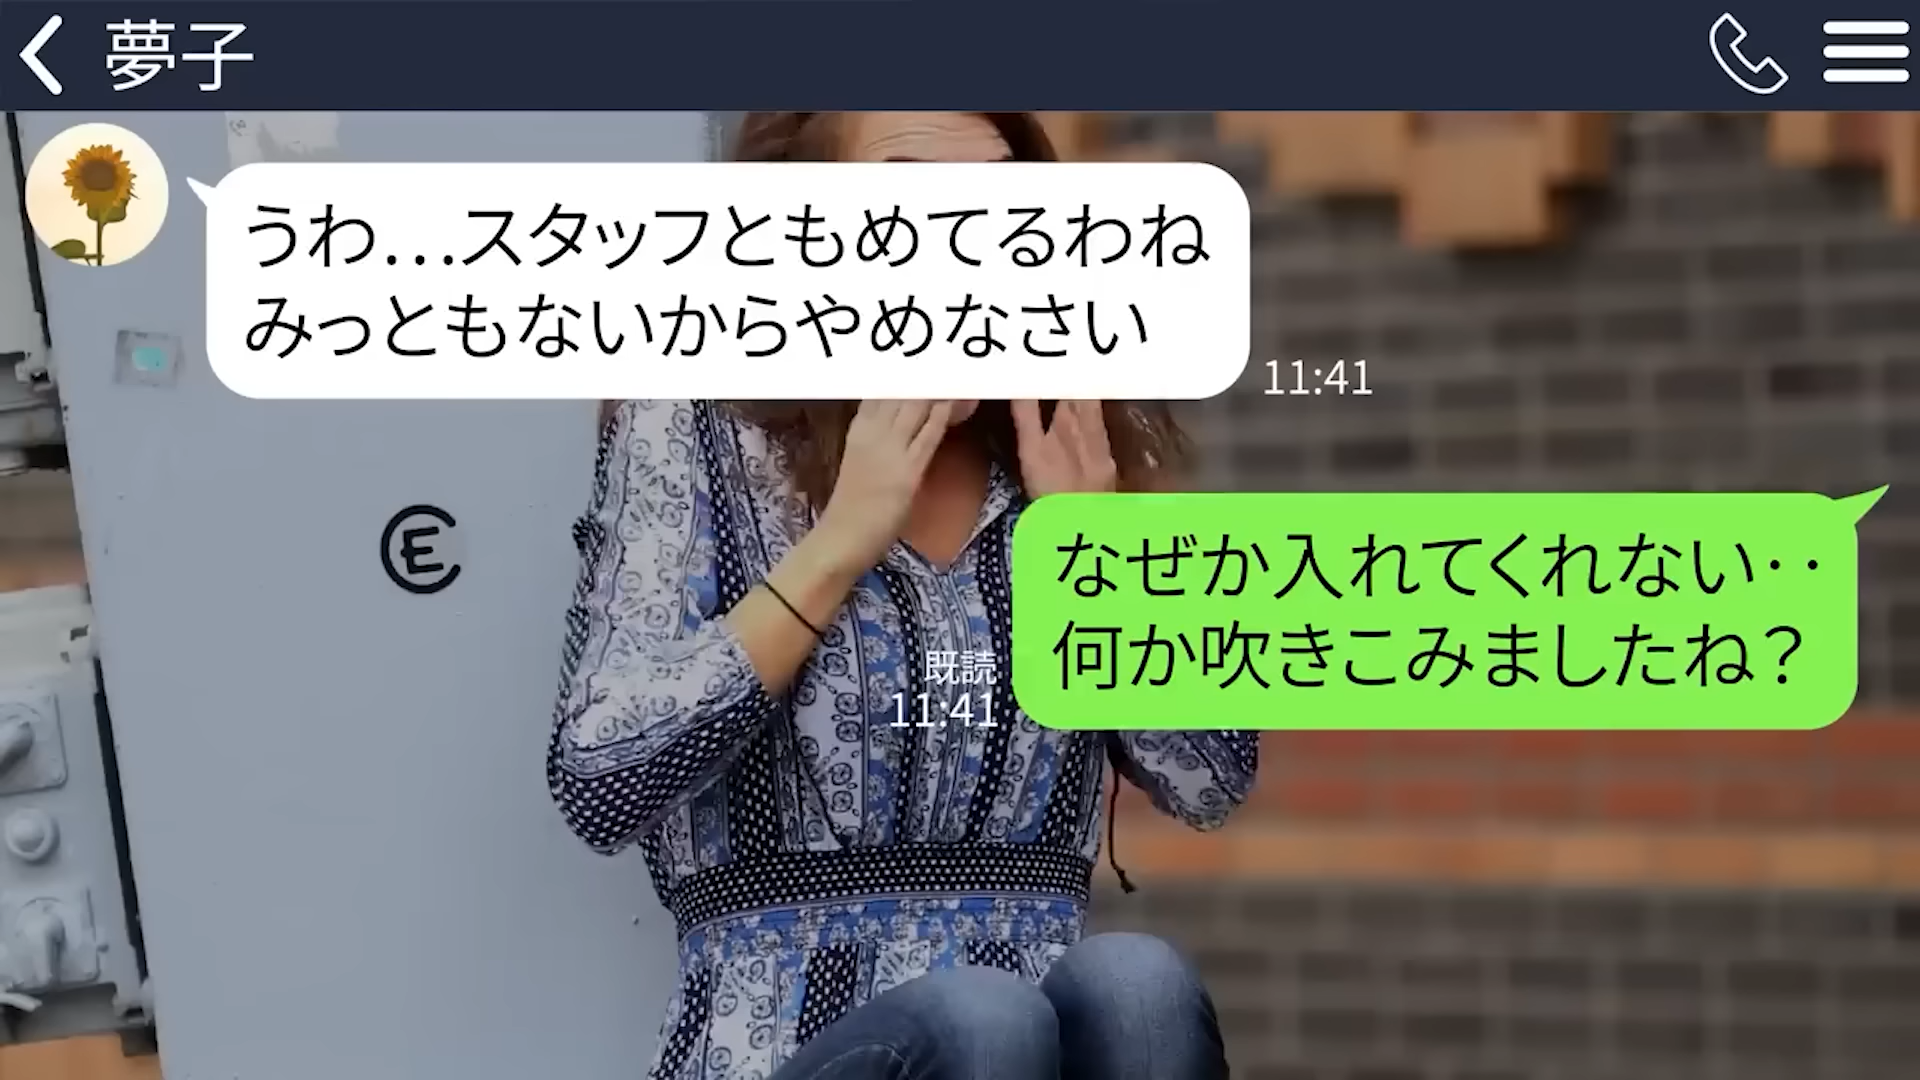 夢子
うわ…スタッフともめてるわね
みっともないからやめなさい
11:41
なぜか入れてくれない‥
何か吹きこみましたね？
既読
11:41
E